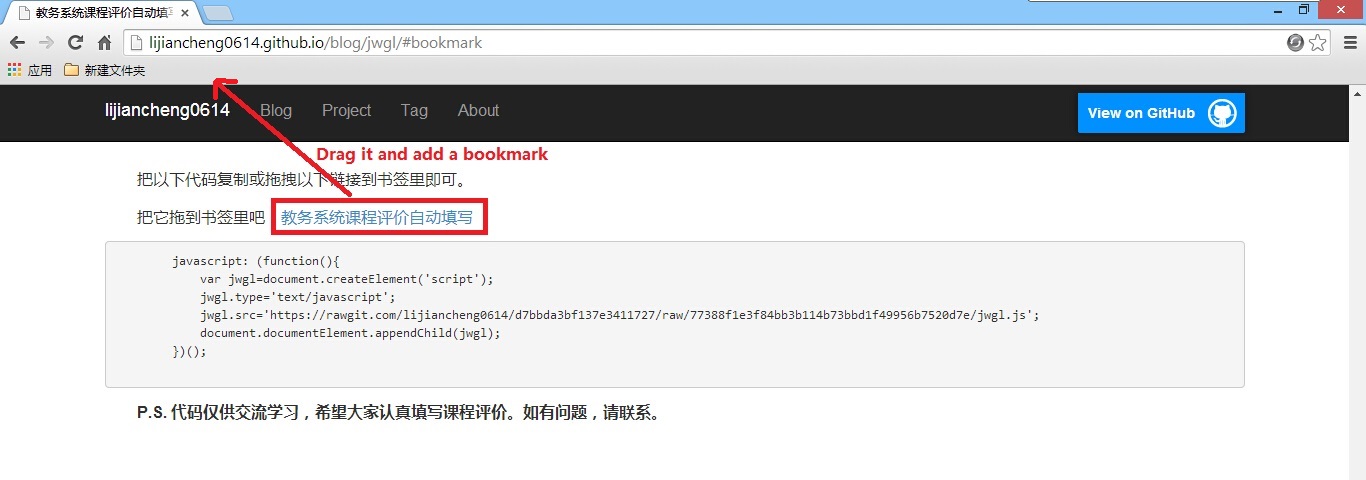 教务系统课程评价自动填写
lijiancheng0614.github.io/blog/jwgl/#bookmark
应用 新建文件夹
lijiancheng0614 Blog Project Tag About View on GitHub
Drag it and add a bookmark
把以下代码复制或拖拽以下链接到书签里即可。
把它拖到书签里吧 教务系统课程评价自动填写
javascript: (function(){
var jwgl=document.createElement('script');
jwgl.type='text/javascript';
jwgl.src='https://rawgit.com/lijiancheng0614/d7bbda3bf137e3411727/raw/77388f1e3f84bb3b114b73bbd1f49956b7520d7e/jwgl.js';
document.documentElement.appendChild(jwgl);
})();
P.S. 代码仅供交流学习，希望大家认真填写课程评价。如有问题，请联系。